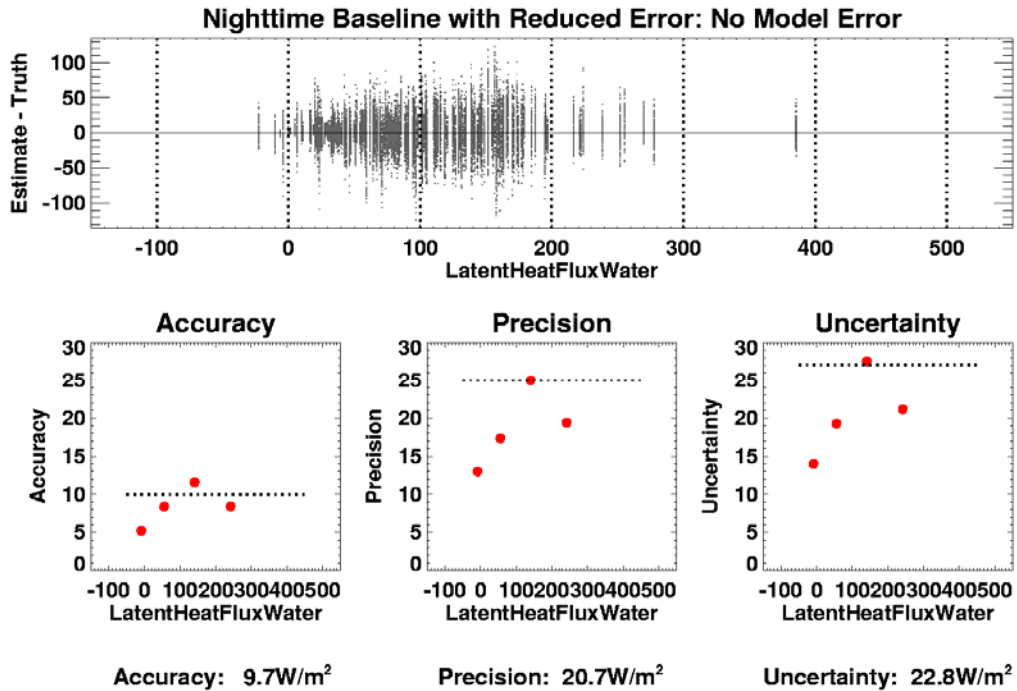 Nighttime Baseline with Reduced Error: No Model Error
Estimate - Truth
100
50
0
-50
-100
-100 0 100 200 300 400 500
LatentHeatFluxWater
Accuracy
Accuracy
30
25
20
15
10
5
0
-100 0 100200300400500
LatentHeatFluxWater
Accuracy: 9.7W/m²
Precision
Precision
30
25
20
15
10
5
0
-100 0 100200300400500
LatentHeatFluxWater
Precision: 20.7W/m²
Uncertainty
Uncertainty
30
25
20
15
10
5
0
-100 0 100200300400500
LatentHeatFluxWater
Uncertainty: 22.8W/m²